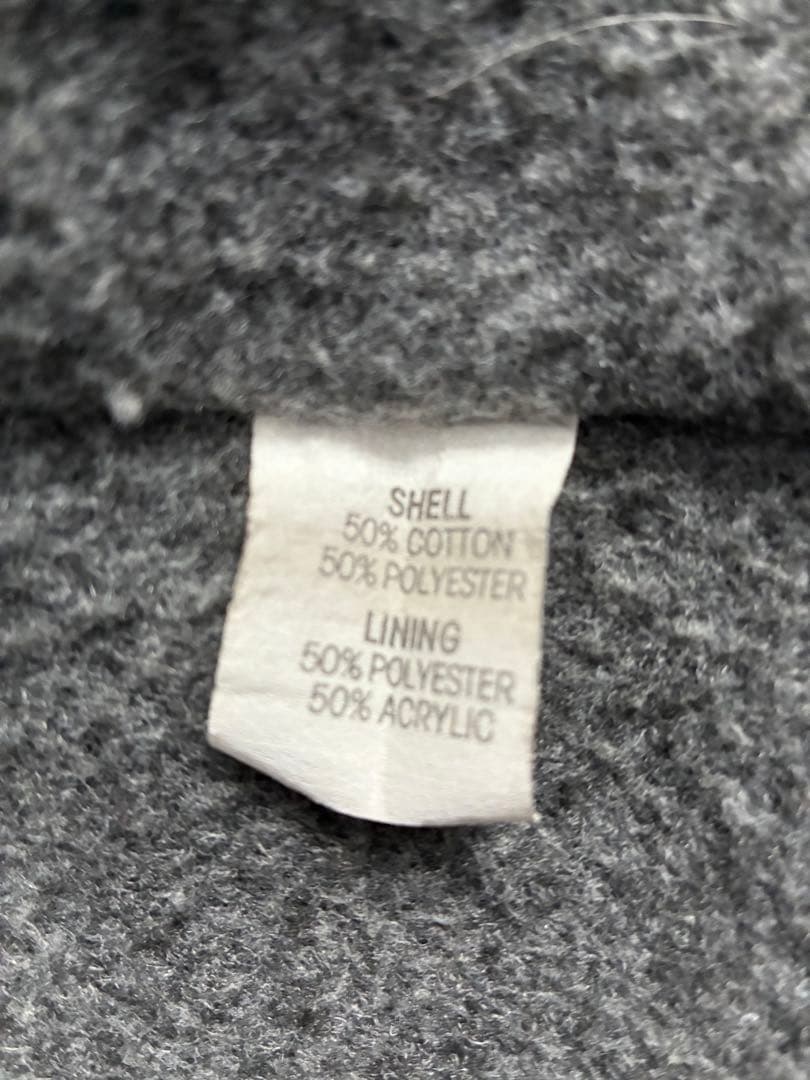 SHELL
50% COTTON
50% POLYESTER
LINING
50% POLYESTER
50% ACRYLIC